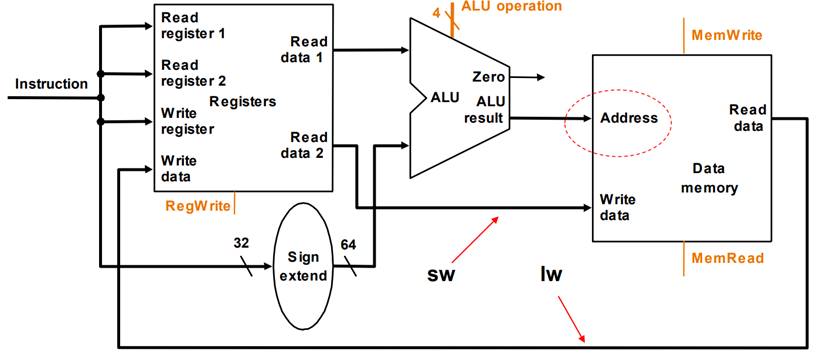 Instruction
Read
register 1
Read
register 2
Registers
Write
register
Write
data
Read
data 1
Read
data 2
RegWrite
32
Sign
extend
64
4
ALU operation
ALU
Zero
ALU
result
MemWrite
Address
Read
data
Data
memory
Write
data
MemRead
sw
lw